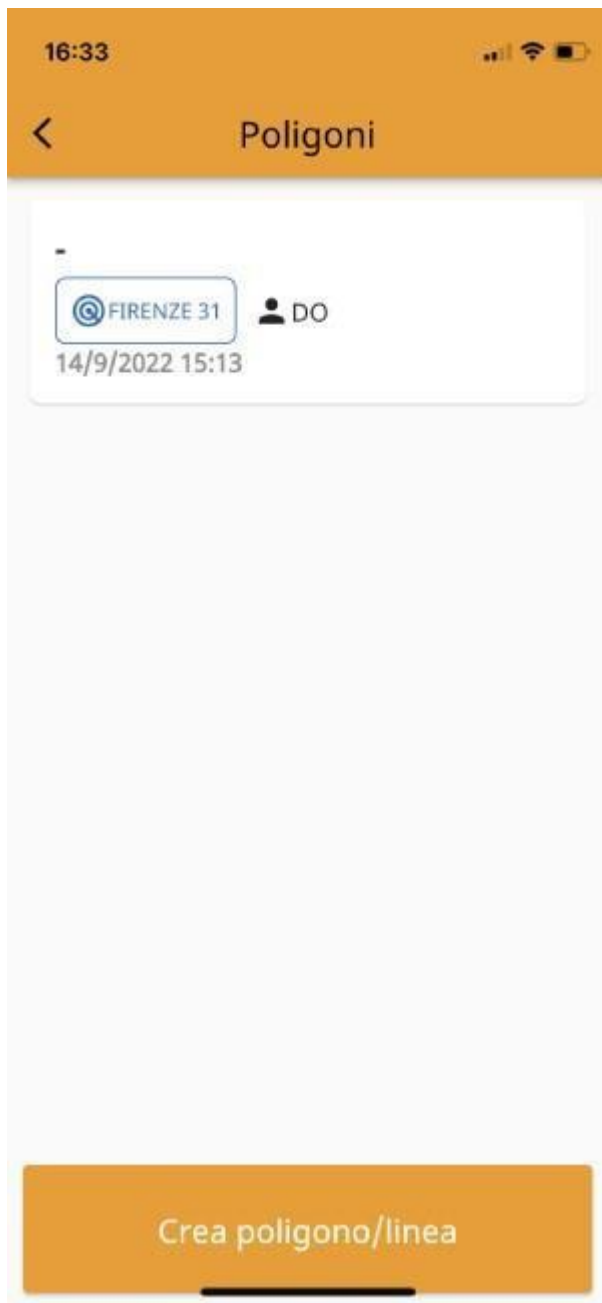 16:33
Poligoni
-
FIRENZE 31 DO
14/9/2022 15:13
Crea poligono/linea